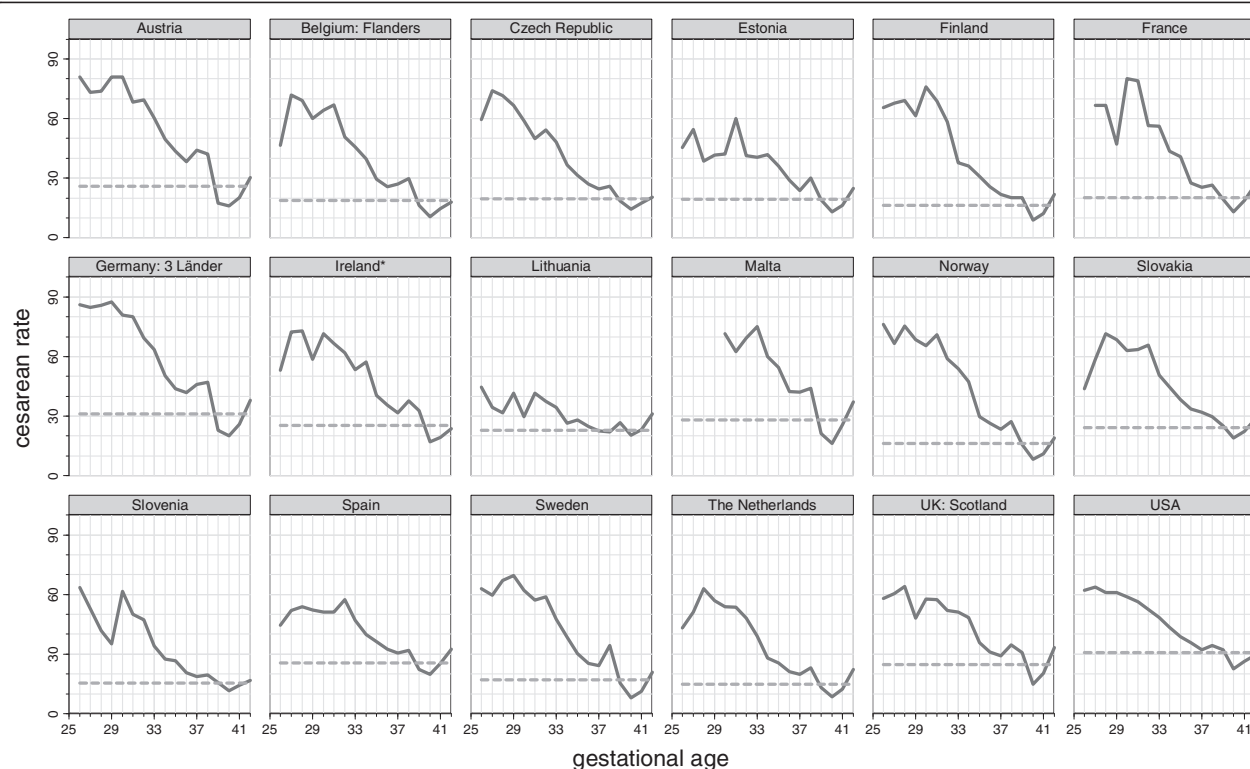 Austria
Belgium: Flanders
Czech Republic
Estonia
Finland
France
90
60
30
0
Germany: 3 Länder
Ireland*
Lithuania
Malta
Norway
Slovakia
90
60
30
0
cesarean rate
Slovenia
Spain
Sweden
The Netherlands
UK: Scotland
USA
90
60
30
0
25 29 33 37 41
25 29 33 37 41
25 29 33 37 41
25 29 33 37 41
25 29 33 37 41
25 29 33 37 41
gestational age